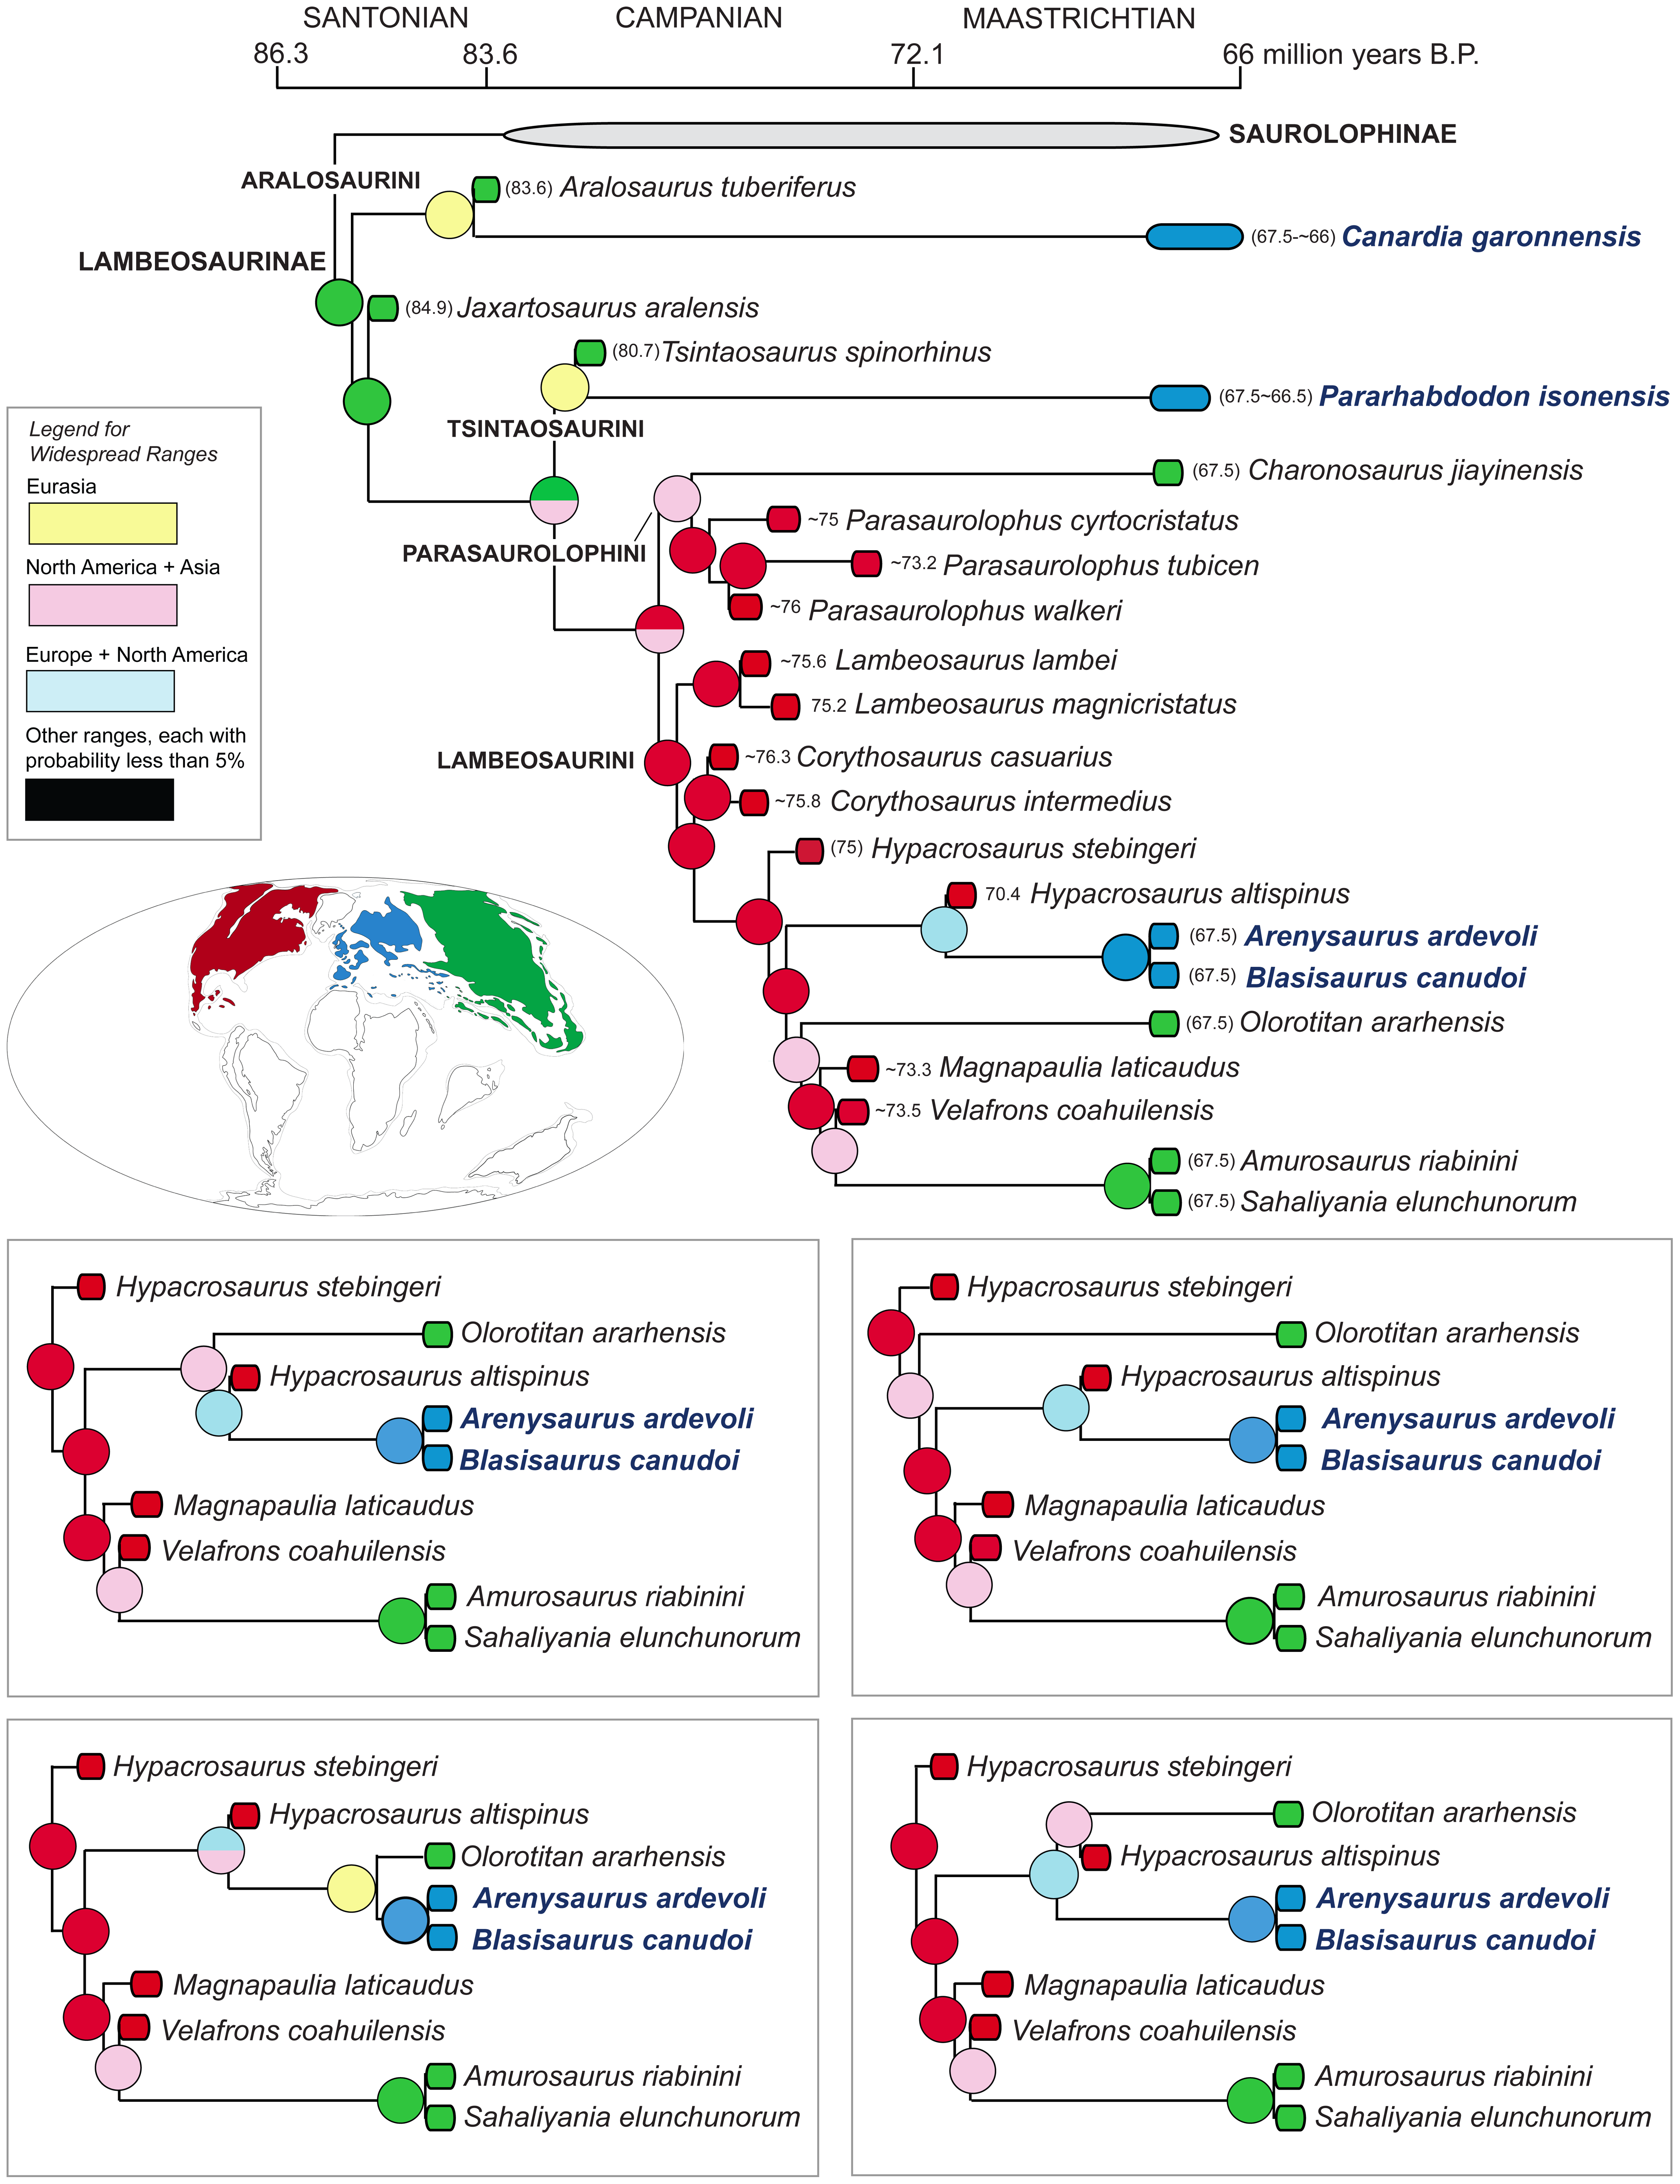 SANTONIAN CAMPANIAN MAASTRICHTIAN
86.3 83.6 72.1 66 million years B.P.
SAUROLOPHINAE
ARALOSAURINI
(83.6) Aralosaurus tuberiferus
(67.5-~66) Canardia garonnensis
LAMBEOSAURINAE
(84.9) Jaxartosaurus aralensis
(80.7) Tsintaosaurus spinorhinus
(67.5~66.5) Pararhabdodon isonensis
TSINTAOSAURINI
(67.5) Charonosaurus jiayinensis
~75 Parasaurolophus cyrtocristatus
PARASAUROLOPHINI
~73.2 Parasaurolophus tubicen
~76 Parasaurolophus walkeri
~75.6 Lambeosaurus lambei
75.2 Lambeosaurus magnicristatus
LAMBEOSAURINI
~76.3 Corythosaurus casuarius
~75.8 Corythosaurus intermedius
(75) Hypacrosaurus stebingeri
70.4 Hypacrosaurus altispinus
(67.5) Arenysaurus ardevoli
(67.5) Blasisaurus canudoi
(67.5) Olorotitan ararhensis
~73.3 Magnapaulia laticaudus
~73.5 Velafrons coahuilensis
(67.5) Amurosaurus riabinini
(67.5) Sahaliyania elunchunorum
Legend for
Widespread Ranges
Eurasia
North America + Asia
Europe + North America
Other ranges, each with
probability less than 5%
Hypacrosaurus stebingeri
Olorotitan ararhensis
Hypacrosaurus altispinus
Arenysaurus ardevoli
Blasisaurus canudoi
Magnapaulia laticaudus
Velafrons coahuilensis
Amurosaurus riabinini
Sahaliyania elunchunorum
Hypacrosaurus stebingeri
Olorotitan ararhensis
Hypacrosaurus altispinus
Arenysaurus ardevoli
Blasisaurus canudoi
Magnapaulia laticaudus
Velafrons coahuilensis
Amurosaurus riabinini
Sahaliyania elunchunorum
Hypacrosaurus stebingeri
Hypacrosaurus altispinus
Olorotitan ararhensis
Arenysaurus ardevoli
Blasisaurus canudoi
Magnapaulia laticaudus
Velafrons coahuilensis
Amurosaurus riabinini
Sahaliyania elunchunorum
Hypacrosaurus stebingeri
Olorotitan ararhensis
Hypacrosaurus altispinus
Arenysaurus ardevoli
Blasisaurus canudoi
Magnapaulia laticaudus
Velafrons coahuilensis
Amurosaurus riabinini
Sahaliyania elunchunorum